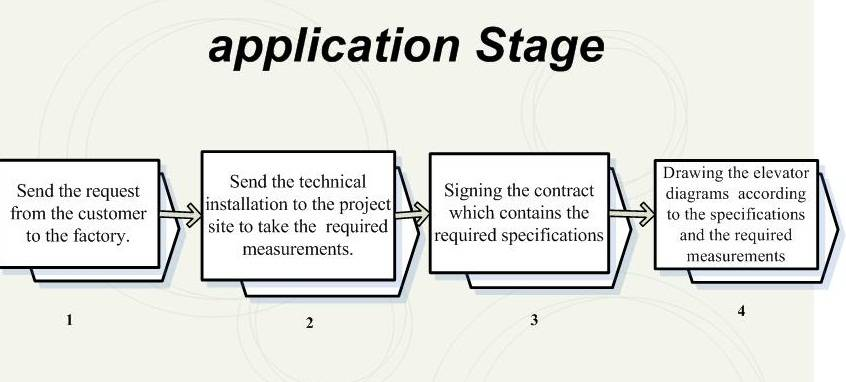 application Stage
Send the request
from the customer
to the factory.
Send the technical
installation to the project
site to take the required
measurements.
Signing the contract
which contains the
required specifications
Drawing the elevator
diagrams according
to the specifications
and the required
measurements
1
2
3
4